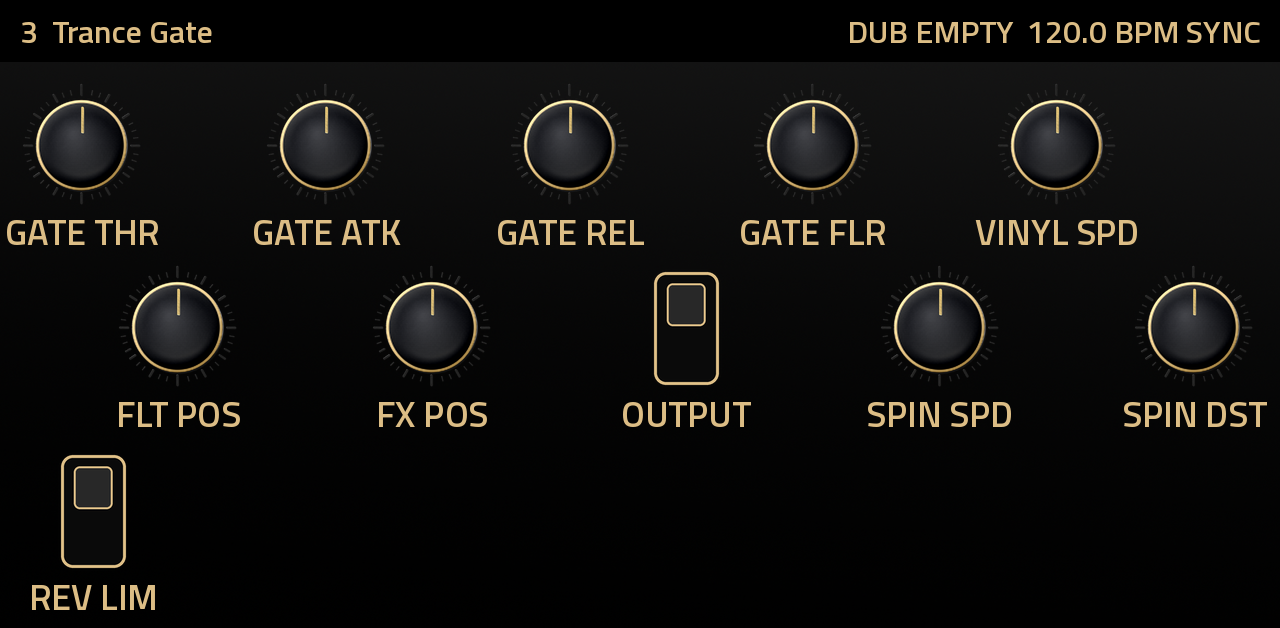 3 Trance Gate
DUB EMPTY 120.0 BPM SYNC
GATE THR
GATE ATK
GATE REL
GATE FLR
VINYL SPD
FLT POS
FX POS
OUTPUT
SPIN SPD
SPIN DST
REV LIM